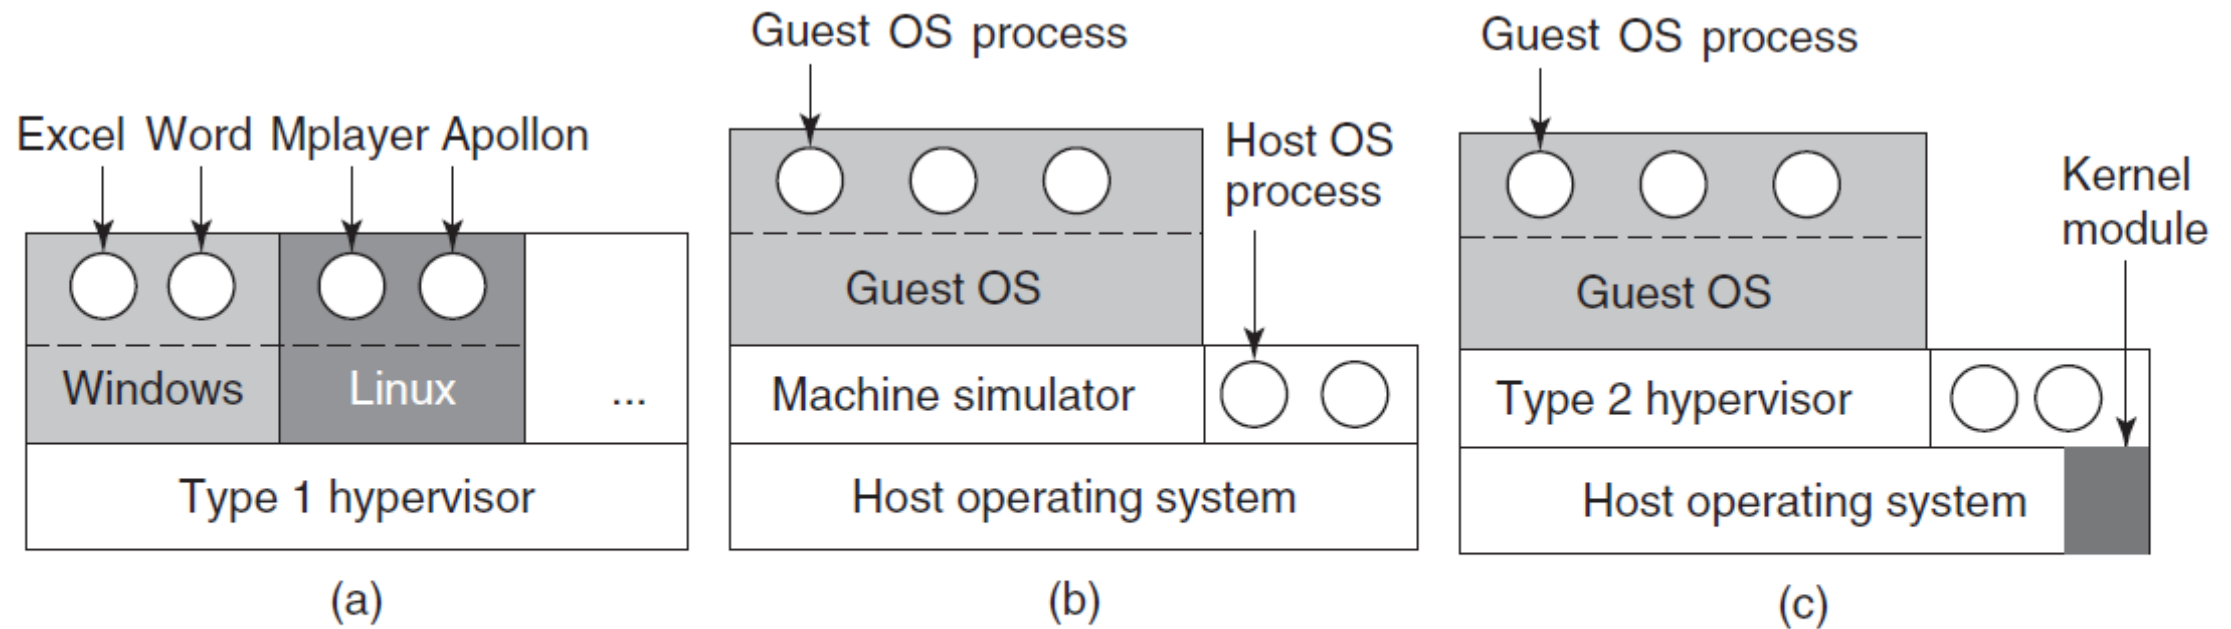 Excel Word Mplayer Apollon
Windows
Linux
...
Type 1 hypervisor
(a)
Guest OS process
Host OS
process
Guest OS
Machine simulator
Host operating system
(b)
Guest OS process
Kernel
module
Guest OS
Type 2 hypervisor
Host operating system
(c)